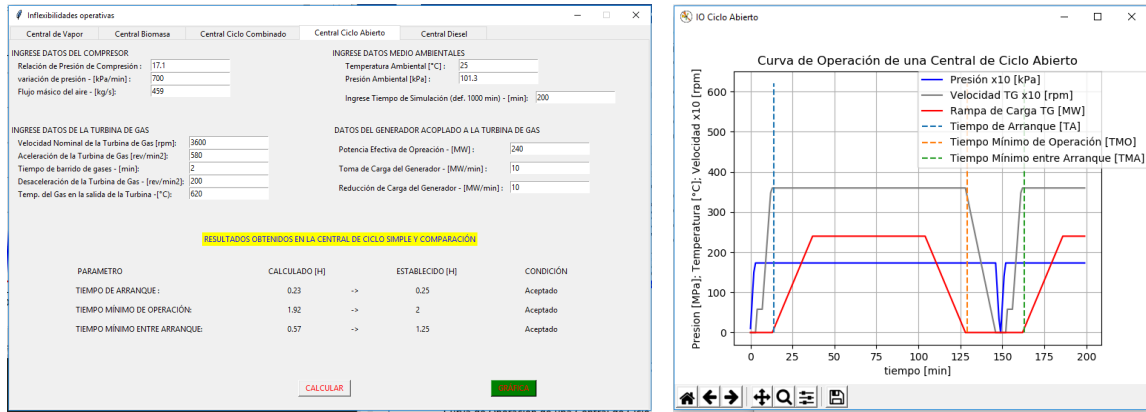 Inflexibilidades operativas
Central de Vapor Central Biomasa Central Ciclo Combinado Central Ciclo Abierto Central Diesel
INGRESE DATOS DEL COMPRESOR
Relación de Presión de Compresión : 17.1
variación de presión - [kPa/min] : 700
Flujo másico del aire - [kg/s]: 459
INGRESE DATOS MEDIO AMBIENTALES
Temperatura Ambiental [°C] : 25
Presión Ambiental [kPa] : 101.3
Ingrese Tiempo de Simulación (def. 1000 min) - [min]: 200
INGRESE DATOS DE LA TURBINA DE GAS
Velocidad Nominal de la Turbina de Gas [rpm]: 3600
Aceleración de la Turbina de Gas [rev/min2]: 580
Tiempo de barrido de gases - [min]: 2
Desaceleración de la Turbina de Gas - [rev/min2]: 200
Temp. del Gas en la salida de la Turbina -[°C]: 620
DATOS DEL GENERADOR ACOPLADO A LA TURBINA DE GAS
Potencia Efectiva de Opreación - [MW] : 240
Toma de Carga del Generador - [MW/min] : 10
Reducción de Carga del Generador - [MW/min] : 10
RESULTADOS OBTENIDOS EN LA CENTRAL DE CICLO SIMPLE Y COMPARACIÓN
PARAMETRO CALCULADO [H] ESTABLECIDO [H] CONDICIÓN
TIEMPO DE ARRANQUE : 0.23 -> 0.25 Aceptado
TIEMPO MÍNIMO DE OPERACIÓN: 1.92 -> 2 Aceptado
TIEMPO MÍNIMO ENTRE ARRANQUE: 0.57 -> 1.25 Aceptado
CALCULAR GRÁFICA
IO Ciclo Abierto
Curva de Operación de una Central de Ciclo Abierto
Presión x10 [kPa]
Velocidad TG x10 [rpm]
Rampa de Carga TG [MW]
Tiempo de Arranque [TA]
Tiempo Mínimo de Operación [TMO]
Tiempo Mínimo entre Arranque [TMA]
Presion [MPa]; Temperatura [°C]; Velocidad x10 [rpm]
600
500
400
300
200
100
0
0 25 50 75 100 125 150 175 200
tiempo [min]